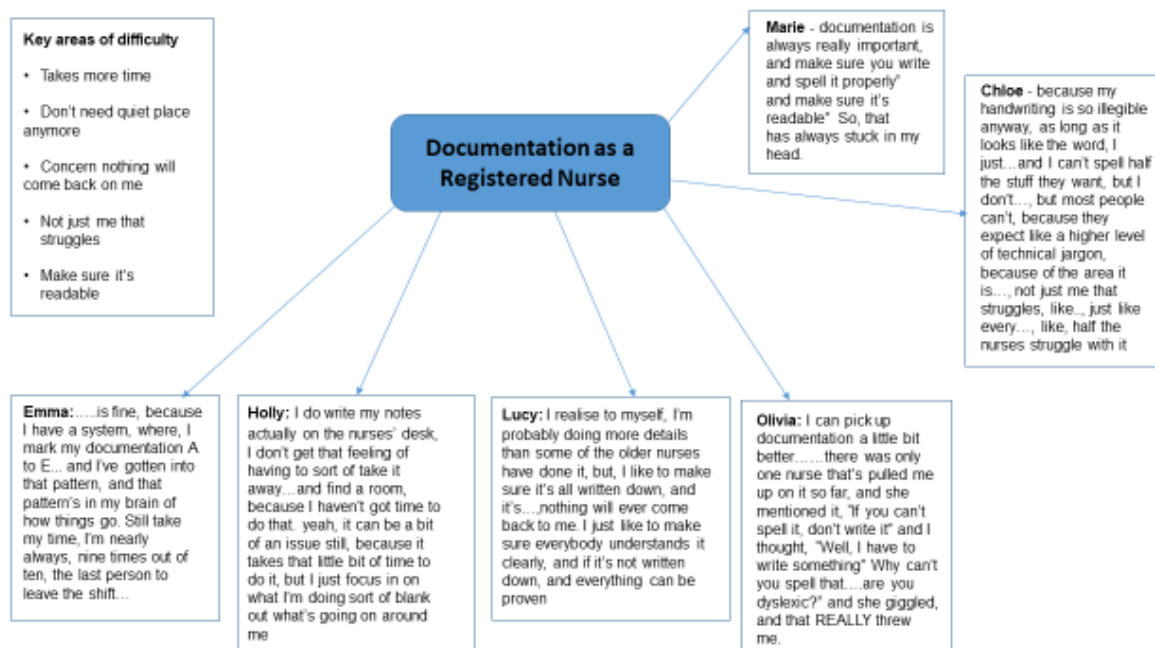 Key areas of difficulty
• Takes more time
• Don't need quiet place
anymore
• Concern nothing will
come back on me
• Not just me that
struggles
• Make sure it's
readable
Documentation as a
Registered Nurse
Marie - documentation is
always really important,
and make sure you write
and spell it properly"
and make sure it's
readable" So, that
has always stuck in my
head.
Chloe - because my
handwriting is so illegible
anyway, as long as it
looks like the word, I
just...and I can't spell half
the stuff they want, but I
don't..., but most people
can't, because they
expect like a higher level
of technical jargon,
because of the area it
is..., not just me that
struggles, like.., just like
every..., like, half the
nurses struggle with it
Emma:.....is fine, because
I have a system, where, I
mark my documentation A
to E... and I've gotten into
that pattern, and that
pattern's in my brain of
how things go. Still take
my time, I'm nearly
always, nine times out of
ten, the last person to
leave the shift...
Holly: I do write my notes
actually on the nurses' desk,
I don't get that feeling of
having to sort of take it
away...and find a room,
because I haven't got time to
do that. yeah, it can be a bit
of an issue still, because it
takes that little bit of time to
do it, but I just focus in on
what I'm doing sort of blank
out what's going on around
me
Lucy: I realise to myself, I'm
probably doing more details
than some of the older nurses
have done it, but, I like to make
sure it's all written down, and
it's...,nothing will ever come
back to me. I just like to make
sure everybody understands it
clearly, and if it's not written
down, and everything can be
proven
Olivia: I can pick up
documentation a little bit
better......there was only
one nurse that's pulled me
up on it so far, and she
mentioned it, "If you can't
spell it, don't write it" and I
thought, "Well, I have to
write something" Why can't
you spell that....are you
dyslexic?" and she giggled,
and that REALLY threw
me.